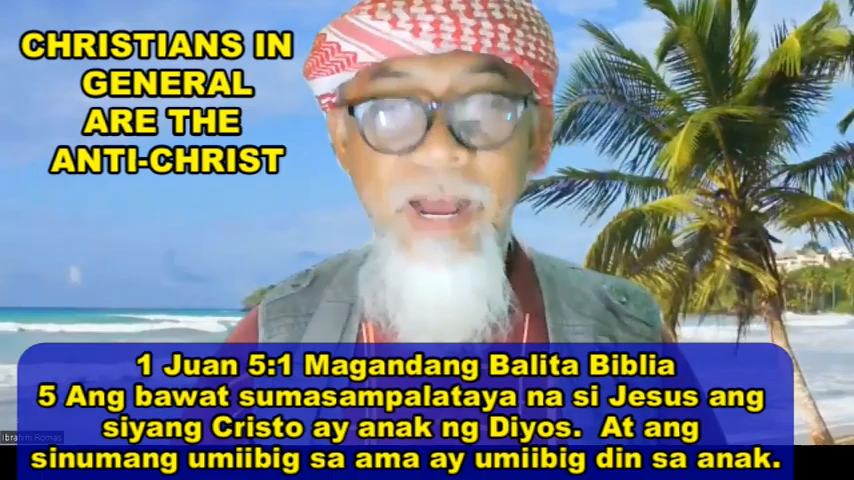 CHRISTIANS IN
GENERAL
ARE THE
ANTI-CHRIST
1 Juan 5:1 Magandang Balita Biblia
5 Ang bawat sumasampalataya na si Jesus ang
siyang Cristo ay anak ng Diyos. At ang
sinumang umiibig sa ama ay umiibig din sa anak.
Ibrahim Romas